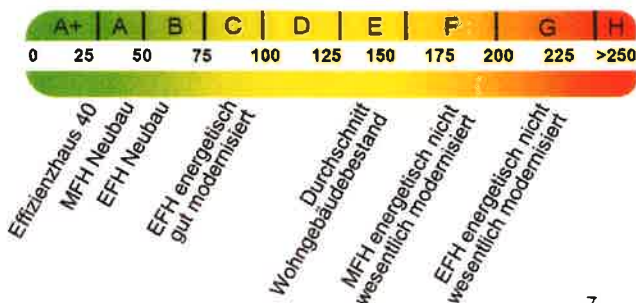 A+ A B C D E F G H
0 25 50 75 100 125 150 175 200 225 >250
Effizienzhaus 40
MFH Neubau
EFH Neubau
EFH energetisch
gut modernisiert
Durchschnitt
Wohngebäudebestand
MFH energetisch nicht
wesentlich modernisiert
EFH energetisch nicht
wesentlich modernisiert
7